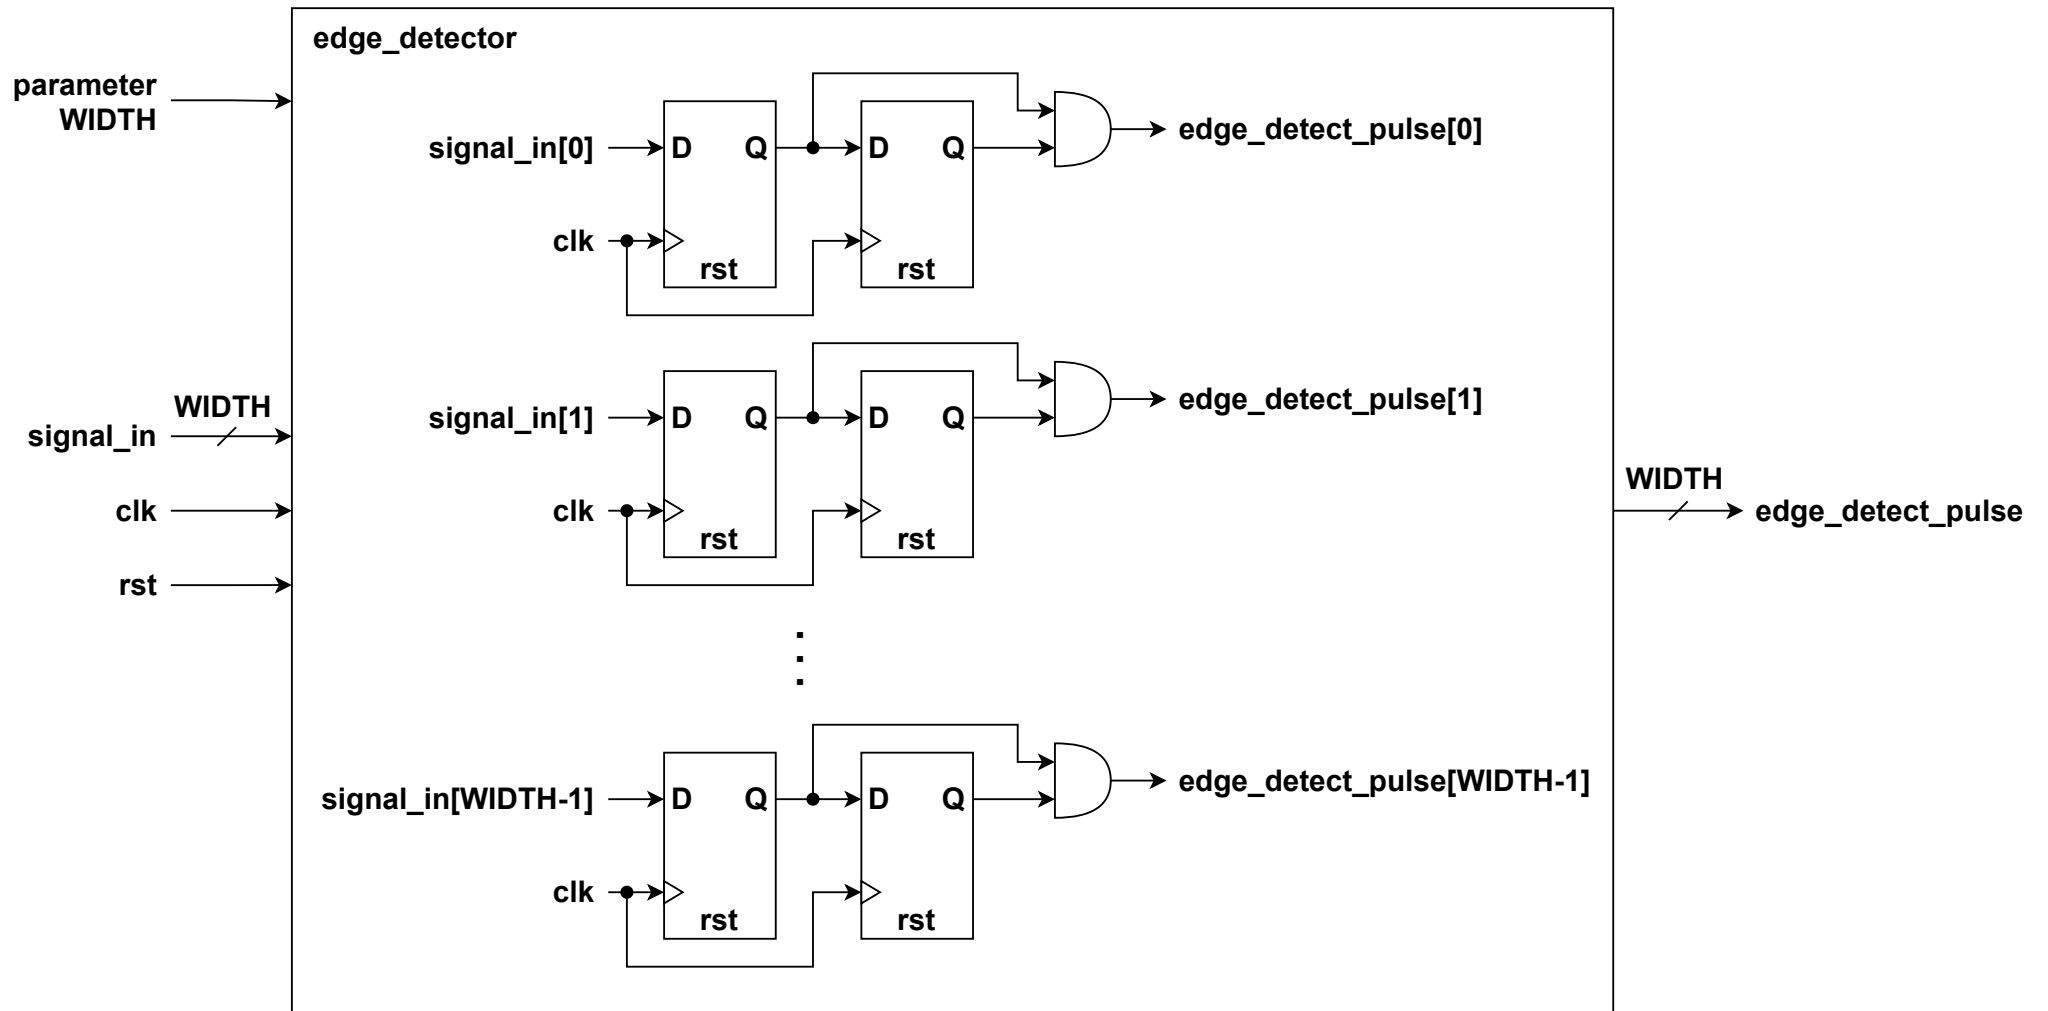 edge_detector
parameter
WIDTH
signal_in[0]
D
Q
D
Q
edge_detect_pulse[0]
clk
rst
rst
WIDTH
signal_in
signal_in[1]
D
Q
D
Q
edge_detect_pulse[1]
clk
clk
rst
rst
WIDTH
edge_detect_pulse
rst
signal_in[WIDTH-1]
D
Q
D
Q
edge_detect_pulse[WIDTH-1]
clk
rst
rst